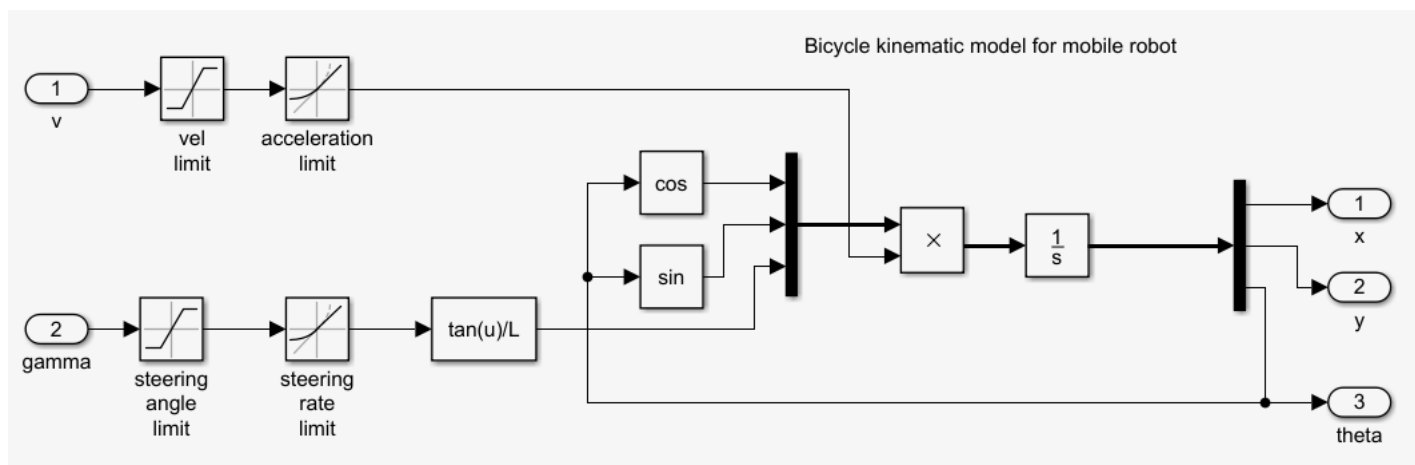 Bicycle kinematic model for mobile robot
1
v
vel
limit
acceleration
limit
cos
sin
×
1
s
1
x
2
y
2
gamma
steering
angle
limit
steering
rate
limit
tan(u)/L
3
theta